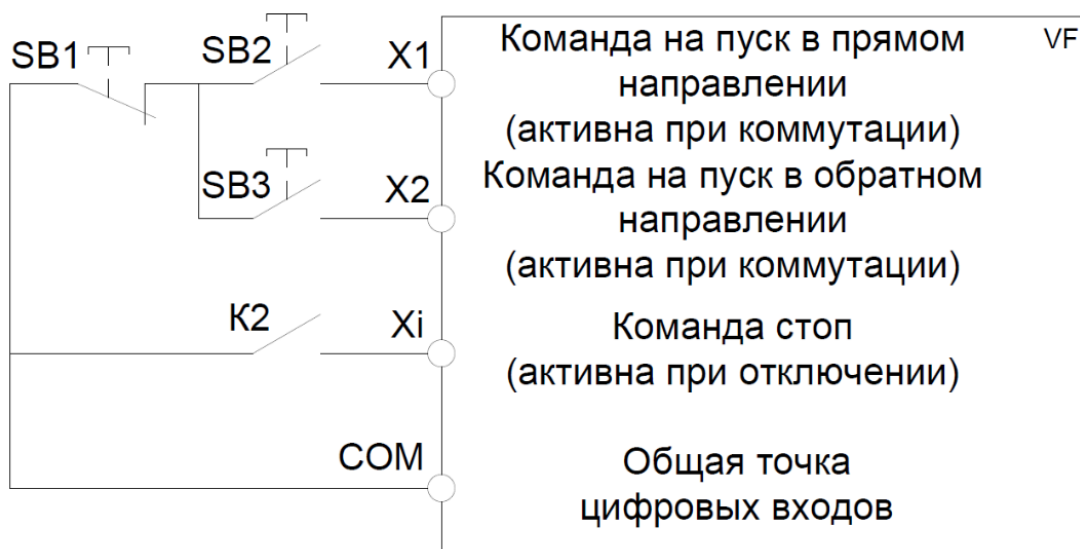 SB1
SB2
X1
Команда на пуск в прямом
направлении
(активна при коммутации)
VF
SB3
X2
Команда на пуск в обратном
направлении
(активна при коммутации)
К2
Xi
Команда стоп
(активна при отключении)
COM
Общая точка
цифровых входов